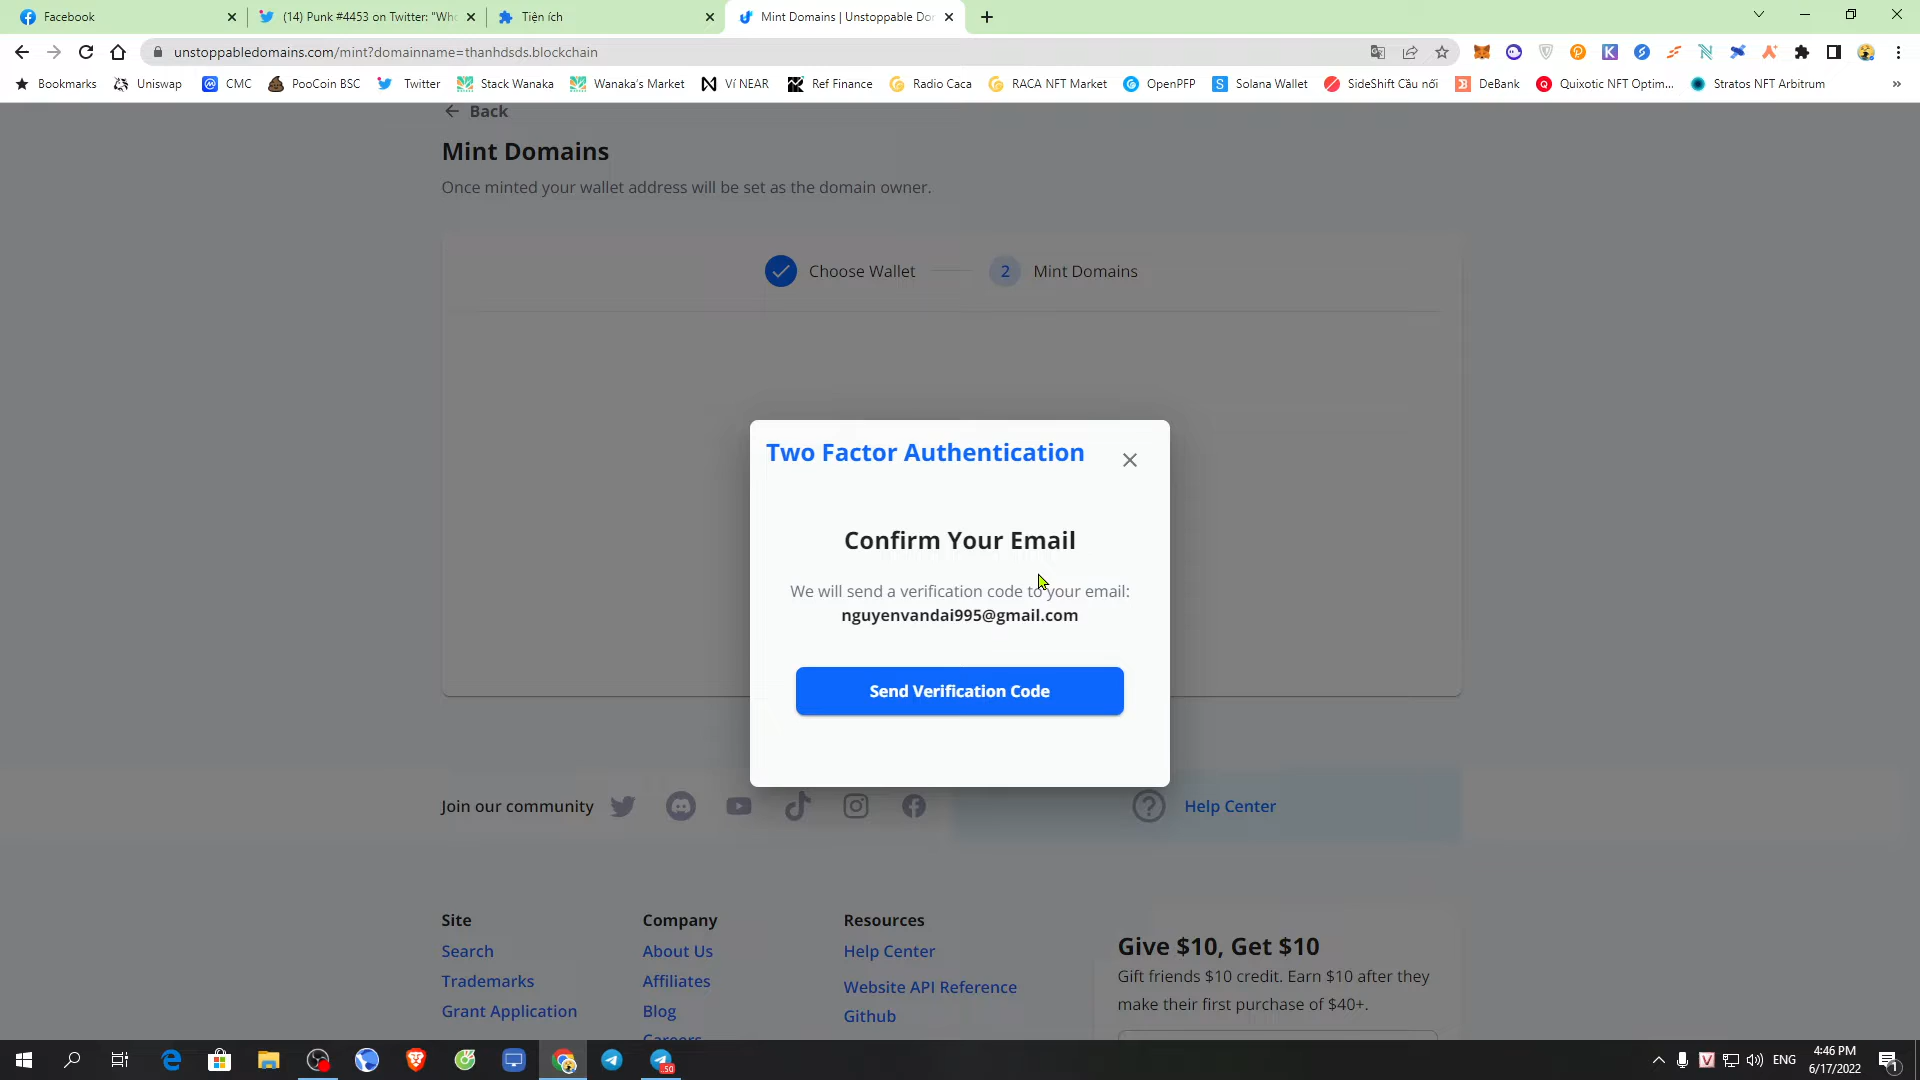 Facebook
(14) Punk #4453 on Twitter: "Who
Tiện ích
Mint Domains | Unstoppable Do
unstoppabledomains.com/mint?domainname=thanhdsds.blockchain
Bookmarks
Uniswap
CMC
PooCoin BSC
Twitter
Stack Wanaka
Wanaka's Market
Ví NEAR
Ref Finance
Radio Caca
RACA NFT Market
OpenPFP
Solana Wallet
SideShift Cầu nối
DeBank
Quixotic NFT Optim...
Stratos NFT Arbitrum
Back
Mint Domains
Once minted your wallet address will be set as the domain owner.
Choose Wallet
2 Mint Domains
Two Factor Authentication
Confirm Your Email
We will send a verification code to your email:
nguyenvandai995@gmail.com
Send Verification Code
Join our community
Help Center
Site
Search
Trademarks
Grant Application
Company
About Us
Affiliates
Blog
Careers
Resources
Help Center
Website API Reference
Github
Give $10, Get $10
Gift friends $10 credit. Earn $10 after they
make their first purchase of $40+.
ENG
4:46 PM
6/17/2022